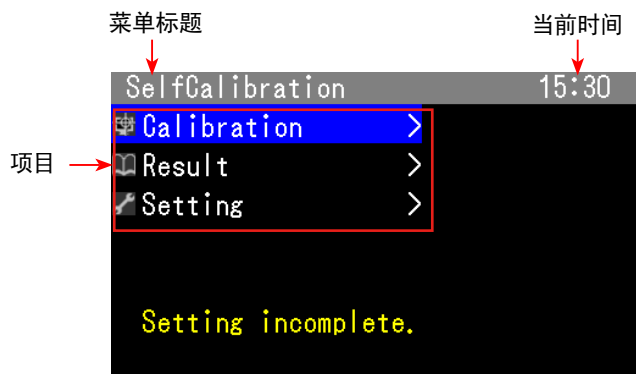 菜单标题
当前时间
SelfCalibration 15:30
Calibration
项目
Result
Setting
Setting incomplete.